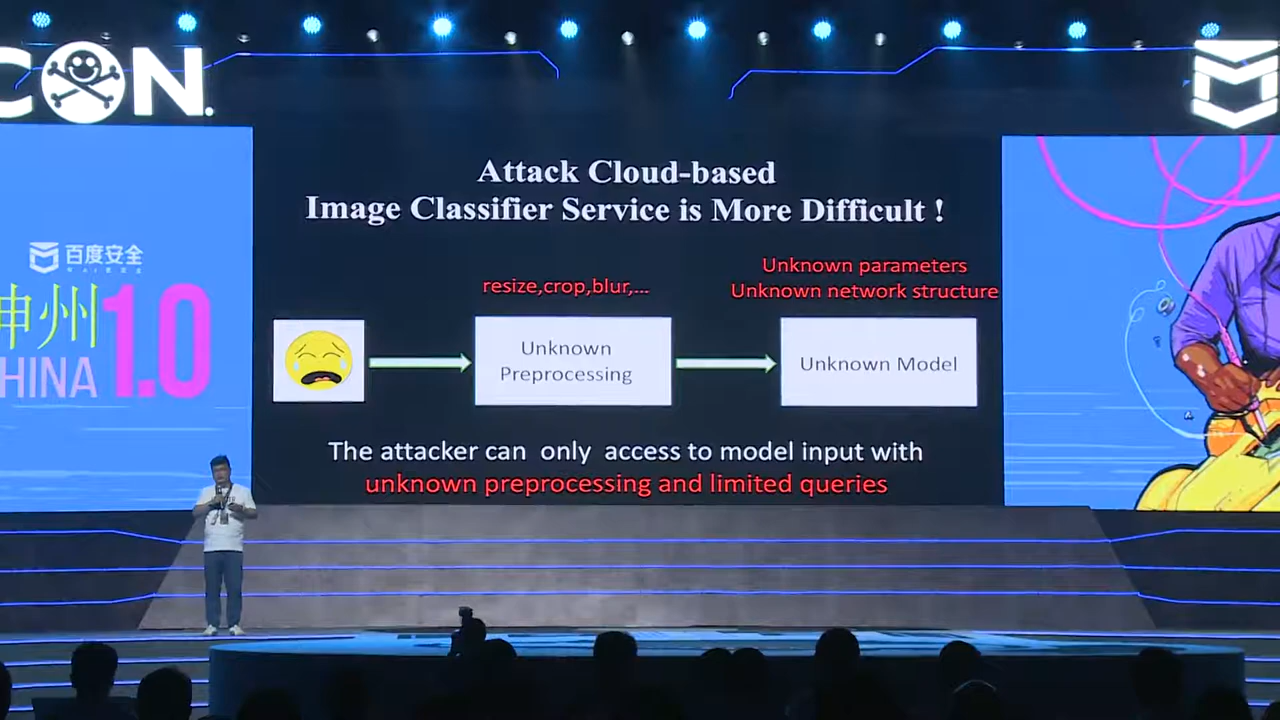 CON.
Attack Cloud-based
Image Classifier Service is More Difficult !
百度安全
神州1.0
HINA
resize,crop,blur,...
Unknown parameters
Unknown network structure
Unknown
Preprocessing
Unknown Model
The attacker can only access to model input with
unknown preprocessing and limited queries